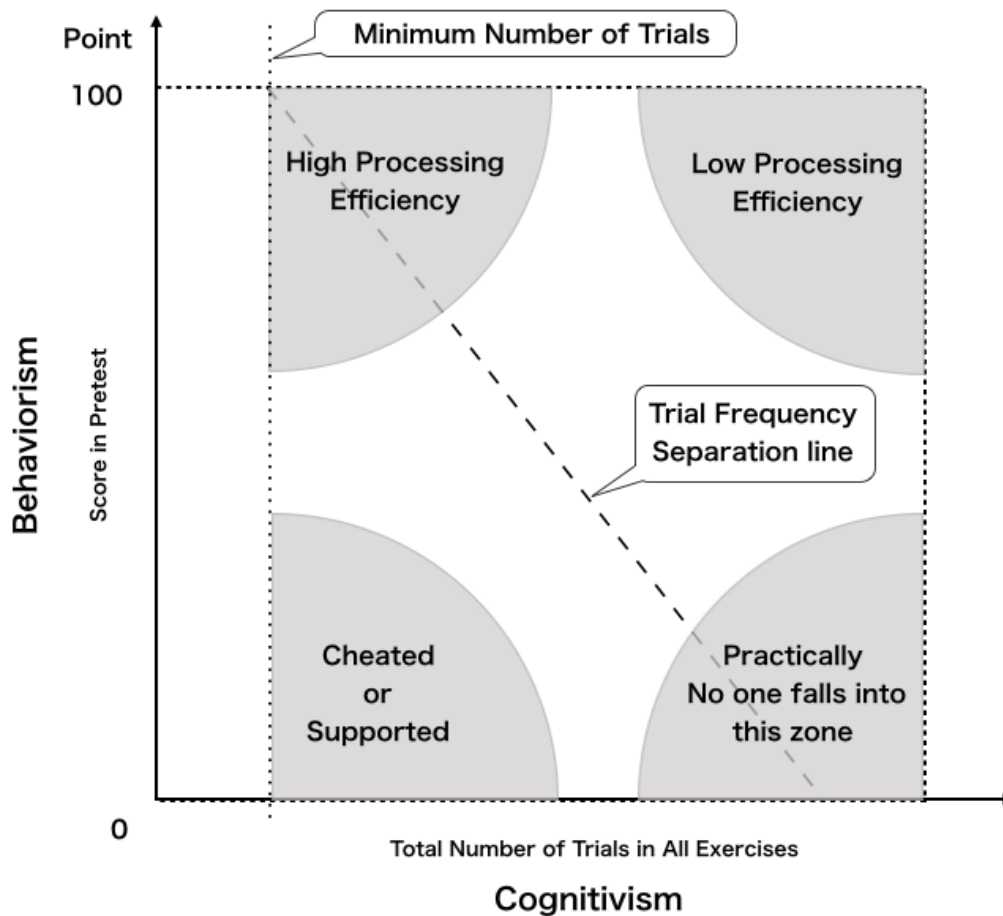 Point
Minimum Number of Trials
100
High Processing
Efficiency
Low Processing
Efficiency
Behaviorism
Score in Pretest
Trial Frequency
Separation line
Cheated
or
Supported
Practically
No one falls into
this zone
0
Total Number of Trials in All Exercises
Cognitivism